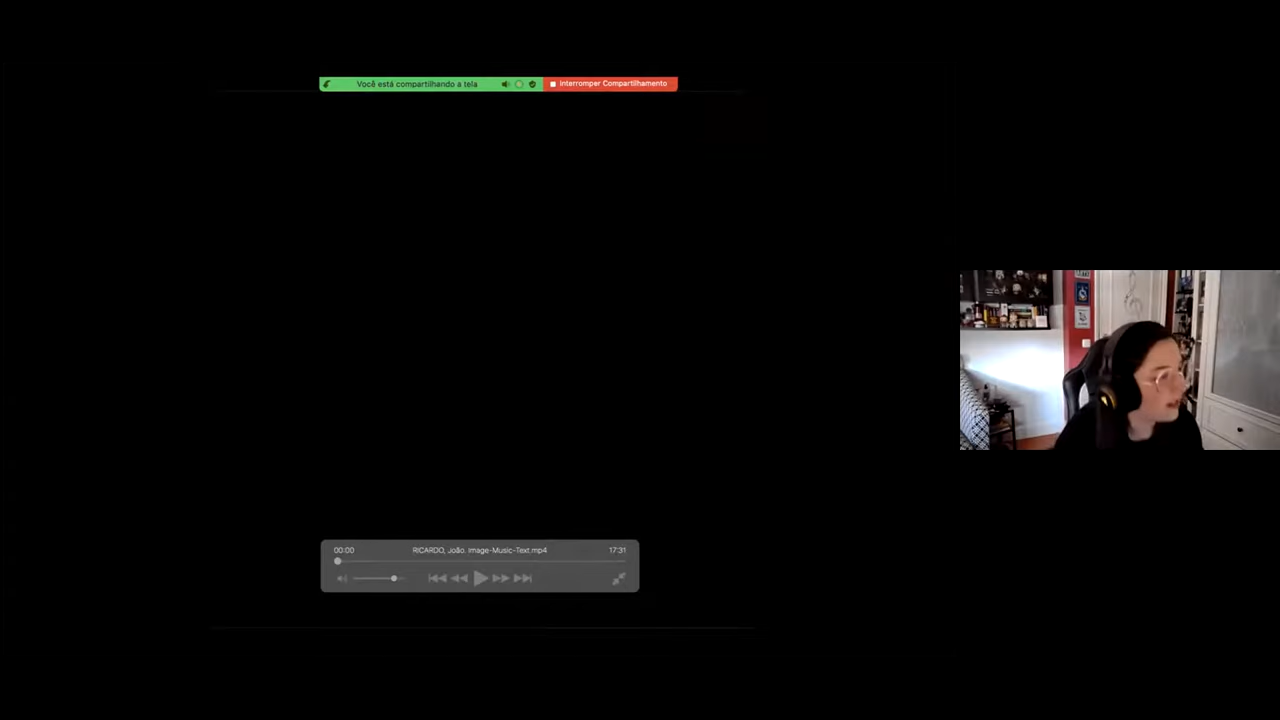 Você está compartilhando a tela
Interromper Compartilhamento
00:00
RICARDO, João. Image-Music-Text.mp4
17:31